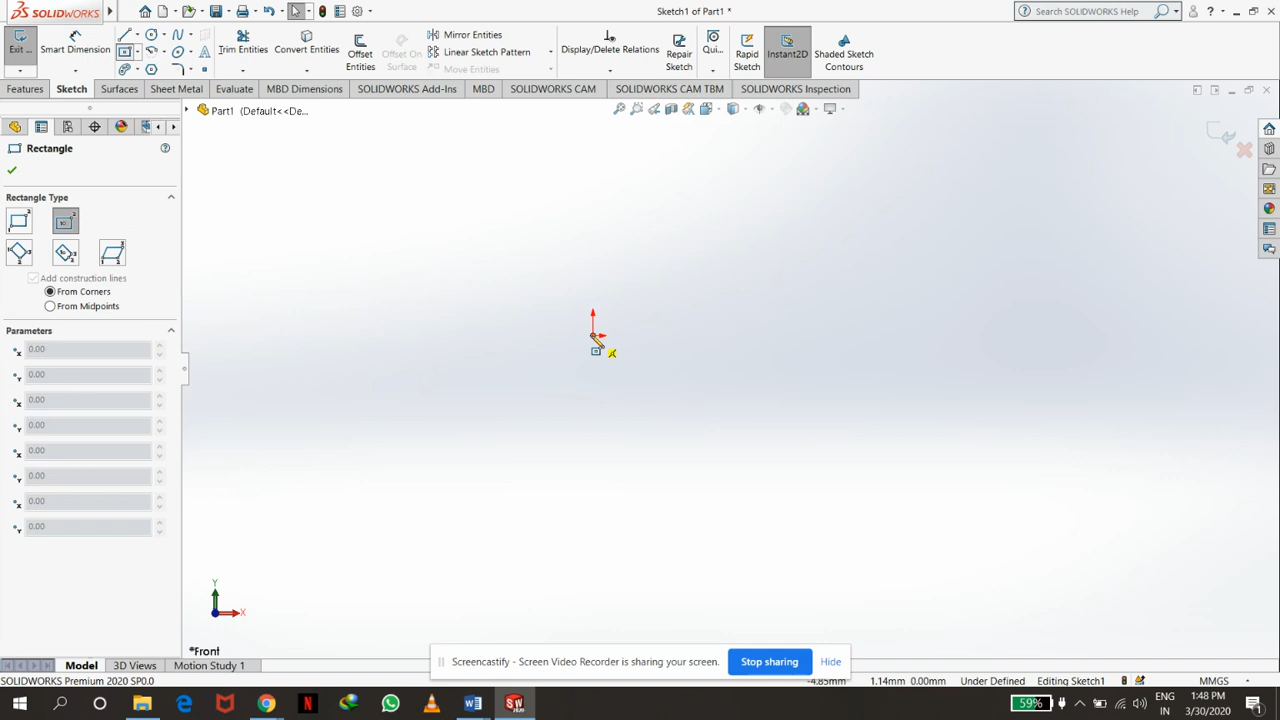 SOLIDWORKS
Sketch1 of Part1 *
Search SOLIDWORKS Help
Exit ...
Smart Dimension
Trim Entities
Convert Entities
Offset Entities
Offset On Surface
Mirror Entities
Linear Sketch Pattern
Move Entities
Display/Delete Relations
Repair Sketch
Qui...
Rapid Sketch
Instant2D
Shaded Sketch Contours
Features
Sketch
Surfaces
Sheet Metal
Evaluate
MBD Dimensions
SOLIDWORKS Add-Ins
MBD
SOLIDWORKS CAM
SOLIDWORKS CAM TBM
SOLIDWORKS Inspection
Part1 (Default<<De...
Rectangle
Rectangle Type
Add construction lines
From Corners
From Midpoints
Parameters
0.00
0.00
0.00
0.00
0.00
0.00
0.00
0.00
Y
X
*Front
Screencastify - Screen Video Recorder is sharing your screen.
Stop sharing
Hide
Model
3D Views
Motion Study 1
SOLIDWORKS Premium 2020 SP0.0
-4.85mm
1.14mm 0.00mm
Under Defined
Editing Sketch1
MMGS
59%
ENG
IN
1:48 PM
3/30/2020